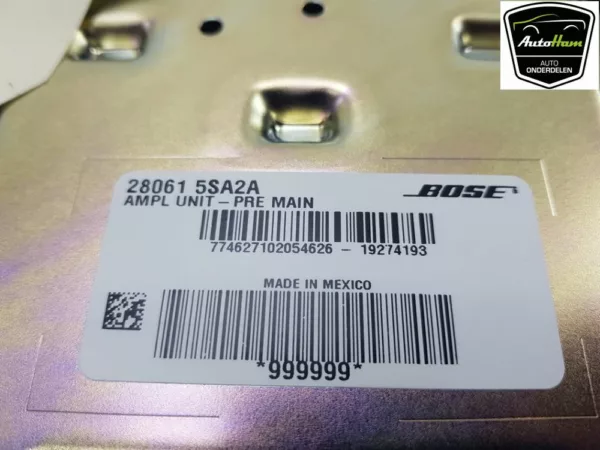 AutoHam
AUTO
ONDERDELEN
28061 5SA2A
BOSE
AMPL UNIT - PRE MAIN
774627102054626 - 19274193
MADE IN MEXICO
*999999*